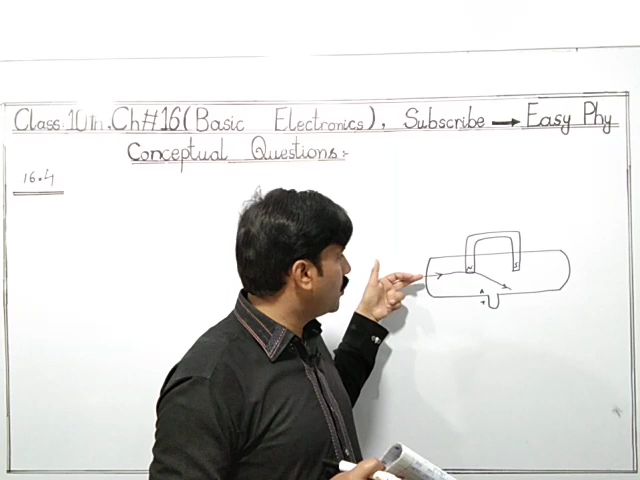 Class:10Th, Ch#16(Basic Electronics), Subscribe → Easy Phy
Conceptual Questions:-
16.4
N S
A
+